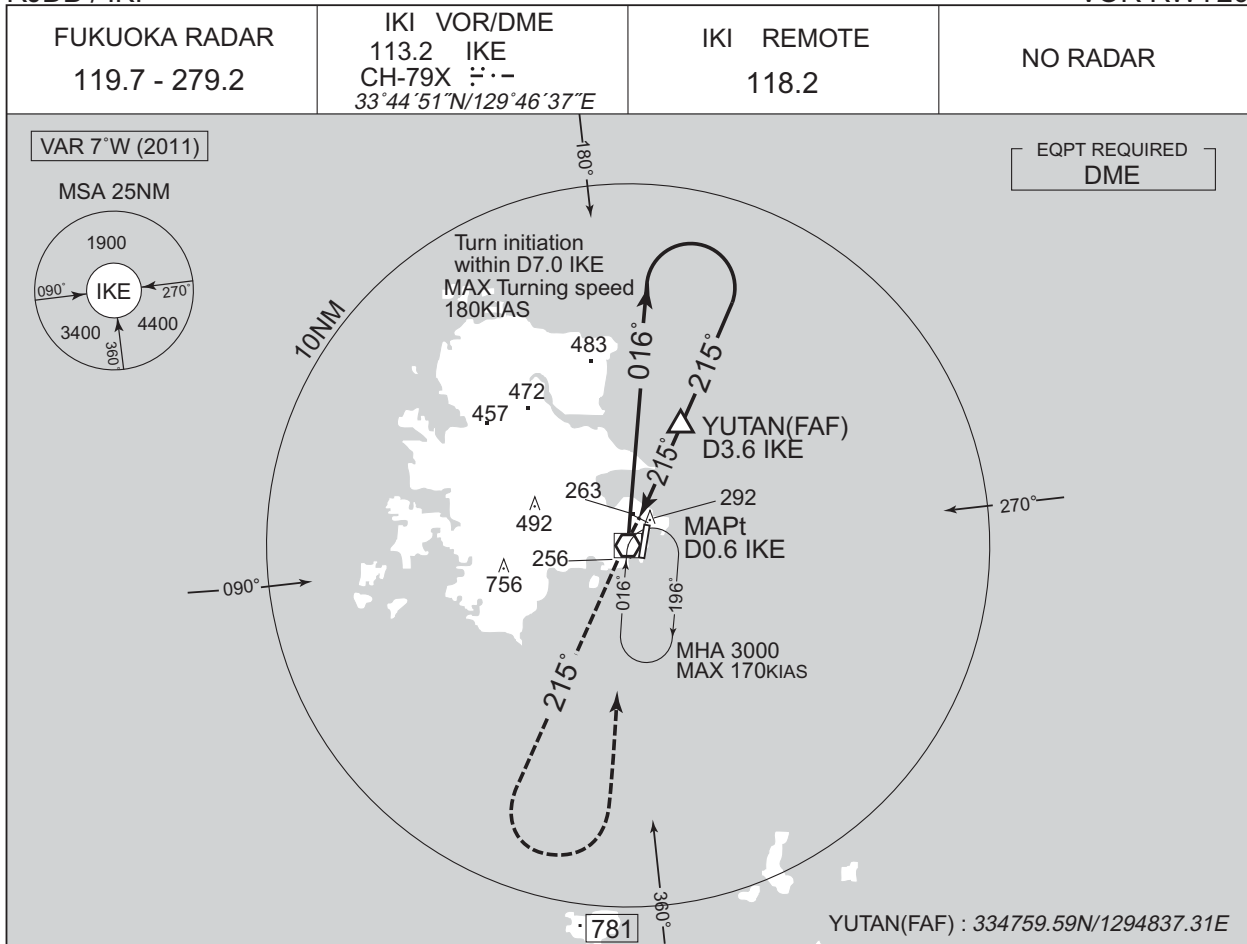 FUKUOKA RADAR
119.7 - 279.2
IKI VOR/DME
113.2 IKE
CH-79X
33˚44´51˝N/129˚46´37˝E
IKI REMOTE
118.2
NO RADAR
VAR 7˚W (2011)
MSA 25NM
1900
090˚
IKE
270˚
3400
4400
360˚
EQPT REQUIRED
DME
180˚
Turn initiation
within D7.0 IKE
MAX Turning speed
180KIAS
10NM
016˚
215˚
483
472
457
YUTAN(FAF)
D3.6 IKE
215˚
263
292
492
MAPt
D0.6 IKE
256
756
270˚
090˚
016˚
196˚
MHA 3000
MAX 170KIAS
215˚
360˚
781
YUTAN(FAF) : 334759.59N/1294837.31E